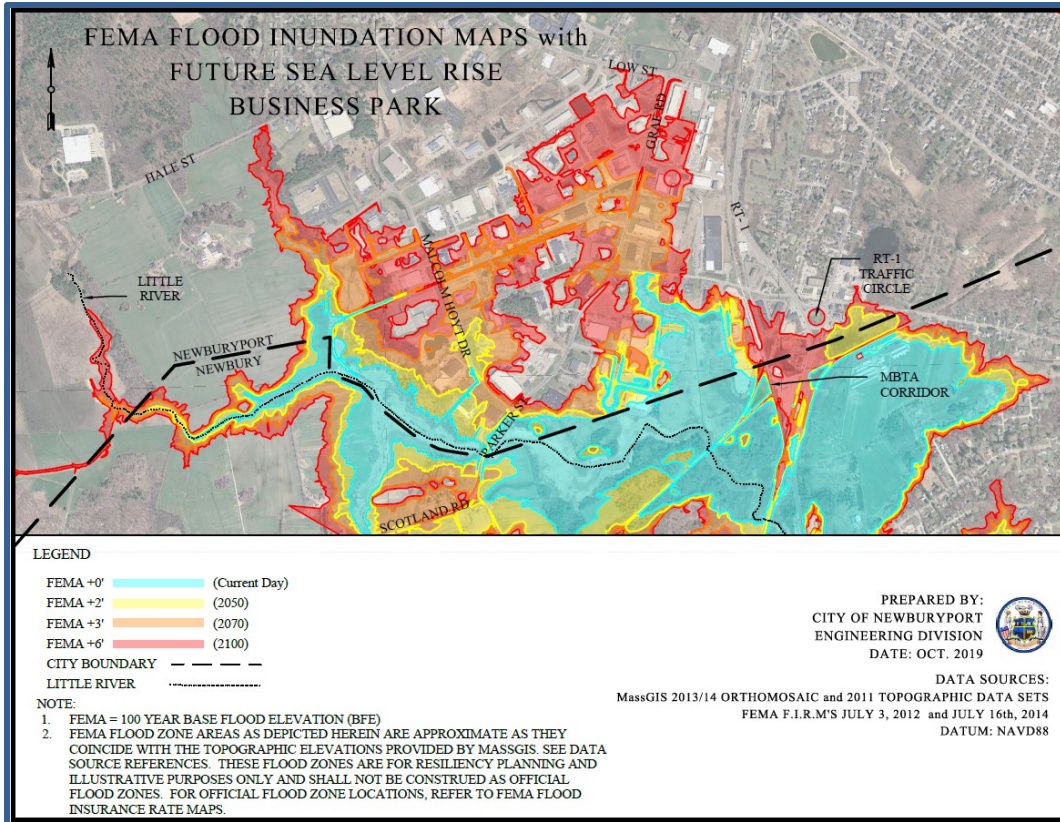 FEMA FLOOD INUNDATION MAPS with
FUTURE SEA LEVEL RISE
BUSINESS PARK
LOW ST
GRAF RD
HALE ST
RT-1
MALCOLM HOYT DR
RT-1
TRAFFIC
CIRCLE
LITTLE
RIVER
NEWBURYPORT
NEWBURY
MBTA
CORRIDOR
PARKER ST
SCOTLAND RD
LEGEND
FEMA +0' (Current Day)
FEMA +2' (2050)
FEMA +3' (2070)
FEMA +6' (2100)
CITY BOUNDARY
LITTLE RIVER
NOTE:
1. FEMA = 100 YEAR BASE FLOOD ELEVATION (BFE)
2. FEMA FLOOD ZONE AREAS AS DEPICTED HEREIN ARE APPROXIMATE AS THEY
COINCIDE WITH THE TOPOGRAPHIC ELEVATIONS PROVIDED BY MASSGIS. SEE DATA
SOURCE REFERENCES. THESE FLOOD ZONES ARE FOR RESILIENCY PLANNING AND
ILLUSTRATIVE PURPOSES ONLY AND SHALL NOT BE CONSTRUED AS OFFICIAL
FLOOD ZONES. FOR OFFICIAL FLOOD ZONE LOCATIONS, REFER TO FEMA FLOOD
INSURANCE RATE MAPS.
PREPARED BY:
CITY OF NEWBURYPORT
ENGINEERING DIVISION
DATE: OCT. 2019
DATA SOURCES:
MassGIS 2013/14 ORTHOMOSAIC and 2011 TOPOGRAPHIC DATA SETS
FEMA F.I.R.M'S JULY 3, 2012 and JULY 16th, 2014
DATUM: NAVD88